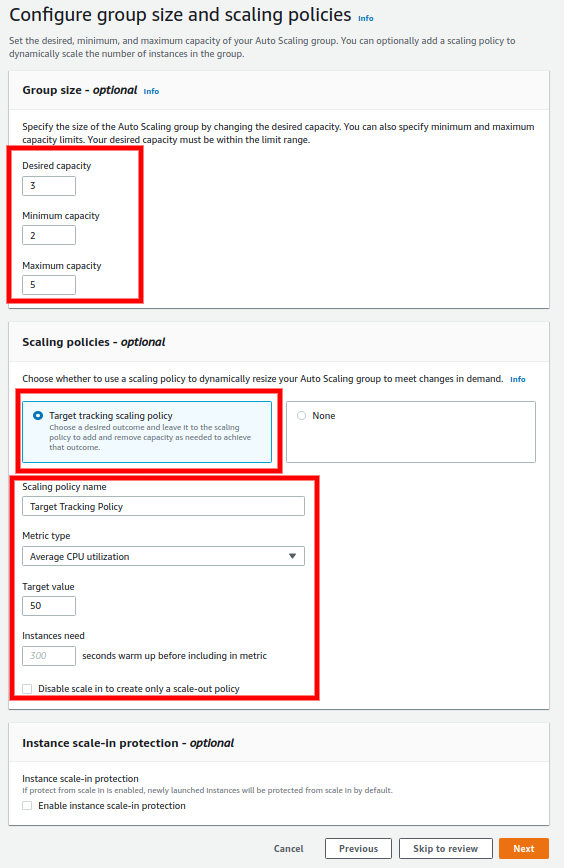 Configure group size and scaling policies Info
Set the desired, minimum, and maximum capacity of your Auto Scaling group. You can optionally add a scaling policy to
dynamically scale the number of instances in the group.
Group size - optional Info
Specify the size of the Auto Scaling group by changing the desired capacity. You can also specify minimum and maximum
capacity limits. Your desired capacity must be within the limit range.
Desired capacity
3
Minimum capacity
2
Maximum capacity
5
Scaling policies - optional
Choose whether to use a scaling policy to dynamically resize your Auto Scaling group to meet changes in demand. Info
Target tracking scaling policy
Choose a desired outcome and leave it to the scaling
policy to add and remove capacity as needed to achieve
that outcome.
None
Scaling policy name
Target Tracking Policy
Metric type
Average CPU utilization
Target value
50
Instances need
300 seconds warm up before including in metric
Disable scale in to create only a scale-out policy
Instance scale-in protection - optional
Instance scale-in protection
If protect from scale in is enabled, newly launched instances will be protected from scale in by default.
Enable instance scale-in protection
Cancel Previous Skip to review Next